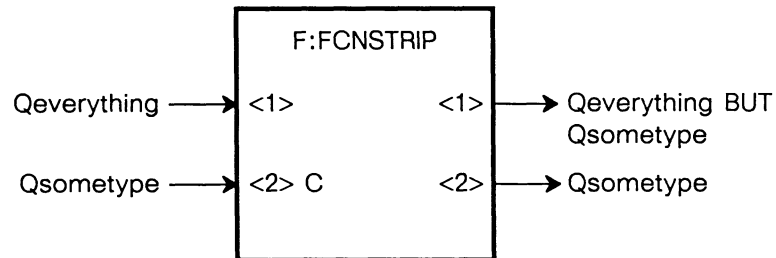 F:FCNSTRIP
Qeverything <1> <1> Qeverything BUT
Qsometype
Qsometype <2> C <2> Qsometype